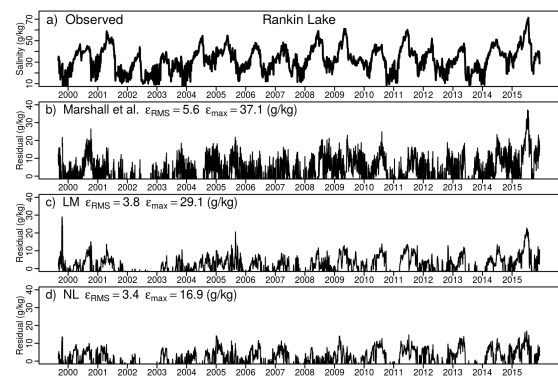 a) Observed Rankin Lake
Salinity (g/kg)
70
50
30
10
2000 2001 2002 2003 2004 2005 2006 2007 2008 2009 2010 2011 2012 2013 2014 2015
b) Marshall et al. εRMS = 5.6 εmax = 37.1 (g/kg)
Residual (g/kg)
40
30
20
10
0
2000 2001 2002 2003 2004 2005 2006 2007 2008 2009 2010 2011 2012 2013 2014 2015
c) LM εRMS = 3.8 εmax = 29.1 (g/kg)
Residual (g/kg)
40
30
20
10
0
2000 2001 2002 2003 2004 2005 2006 2007 2008 2009 2010 2011 2012 2013 2014 2015
d) NL εRMS = 3.4 εmax = 16.9 (g/kg)
Residual (g/kg)
40
30
20
10
0
2000 2001 2002 2003 2004 2005 2006 2007 2008 2009 2010 2011 2012 2013 2014 2015